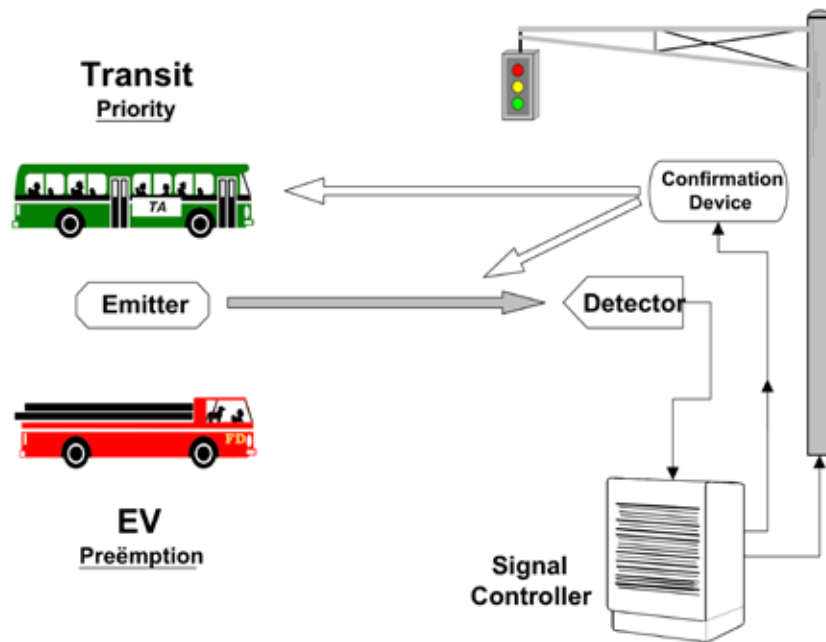 Transit
Priority
TA
Confirmation
Device
Emitter
Detector
FD
EV
Preëmption
Signal
Controller